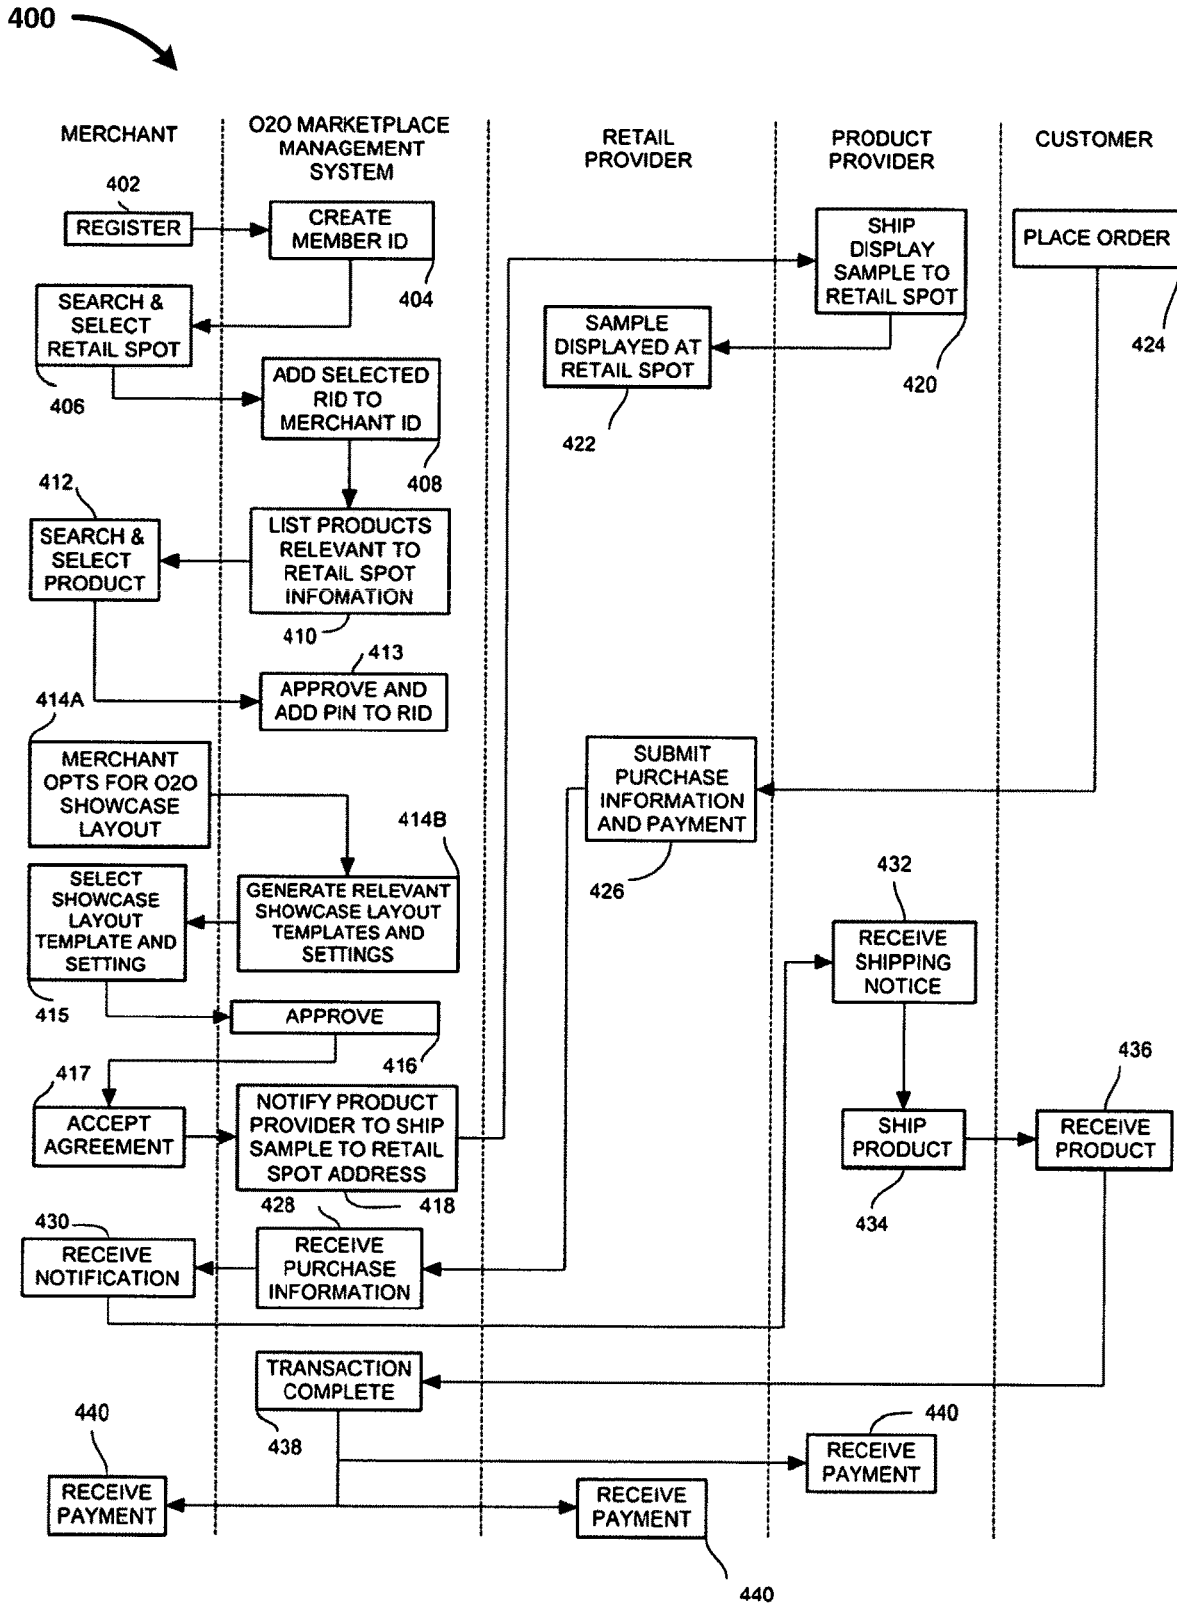 400
MERCHANT
O2O MARKETPLACE
MANAGEMENT
SYSTEM
RETAIL
PROVIDER
PRODUCT
PROVIDER
CUSTOMER
402
REGISTER
CREATE
MEMBER ID
404
SEARCH &
SELECT
RETAIL SPOT
406
ADD SELECTED
RID TO
MERCHANT ID
408
412
SEARCH &
SELECT
PRODUCT
LIST PRODUCTS
RELEVANT TO
RETAIL SPOT
INFOMATION
410
413
APPROVE AND
ADD PIN TO RID
414A
MERCHANT
OPTS FOR O2O
SHOWCASE
LAYOUT
414B
GENERATE RELEVANT
SHOWCASE LAYOUT
TEMPLATES AND
SETTINGS
SELECT
SHOWCASE
LAYOUT
TEMPLATE AND
SETTING
415
APPROVE
416
417
ACCEPT
AGREEMENT
NOTIFY PRODUCT
PROVIDER TO SHIP
SAMPLE TO RETAIL
SPOT ADDRESS
418
SHIP
DISPLAY
SAMPLE TO
RETAIL SPOT
420
SAMPLE
DISPLAYED AT
RETAIL SPOT
422
PLACE ORDER
424
SUBMIT
PURCHASE
INFORMATION
AND PAYMENT
426
428
RECEIVE
PURCHASE
INFORMATION
430
RECEIVE
NOTIFICATION
432
RECEIVE
SHIPPING
NOTICE
SHIP
PRODUCT
434
436
RECEIVE
PRODUCT
TRANSACTION
COMPLETE
438
440
RECEIVE
PAYMENT
RECEIVE
PAYMENT
440
440
RECEIVE
PAYMENT